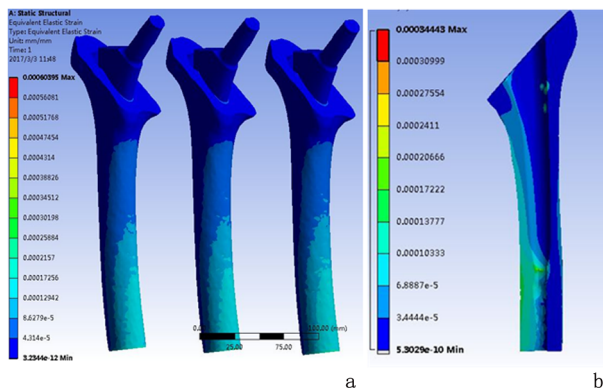 A: Static Structural
Equivalent Elastic Strain
Type: Equivalent Elastic Strain
Unit: mm/mm
Time: 1
2017/3/3 11:48
0.00060395 Max
0.00056081
0.00051768
0.00047454
0.0004314
0.00038826
0.00034512
0.00030198
0.00025884
0.0002157
0.00017256
0.00012942
8.6279e-5
4.314e-5
3.2344e-12 Min
25.00
75.00
(mm)
a
0.00034443 Max
0.00030999
0.00027554
0.0002411
0.00020666
0.00017222
0.00013777
0.00010333
6.8887e-5
3.4444e-5
5.3029e-10 Min
b